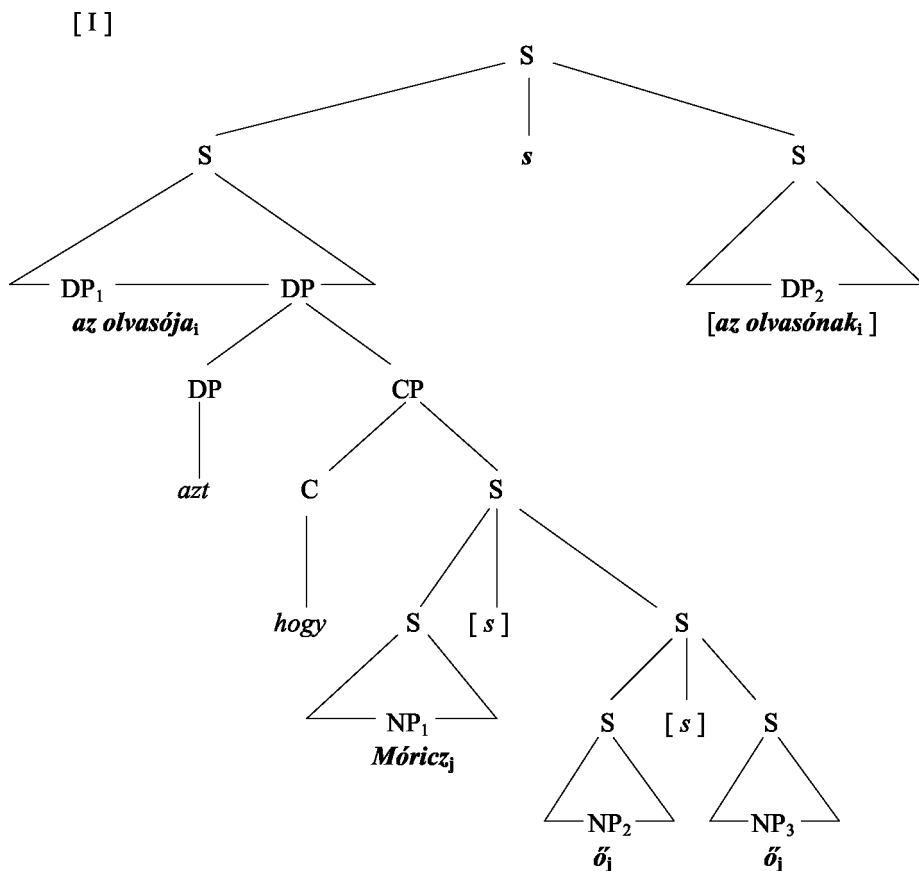 [ I ]
S
S s S
DP₁ DP DP₂
az olvasójaᵢ [az olvasónakᵢ]
DP CP
azt C S
hogy S [ s ] S
NP₁ S [ s ] S
Móriczⱼ
NP₂ NP₃
őⱼ őⱼ